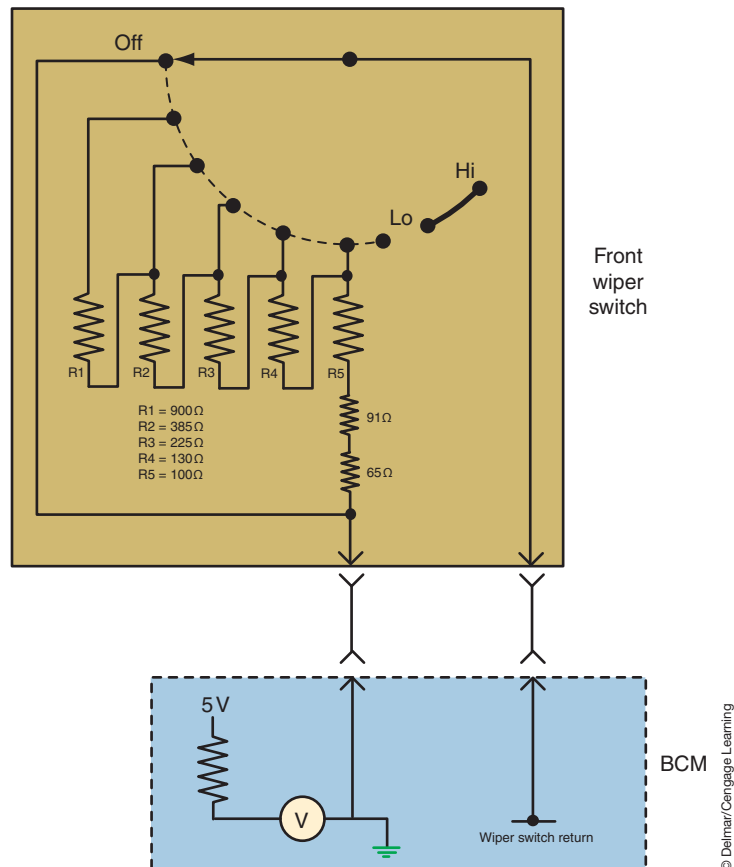 Off
Hi
Lo
Front
wiper
switch
R1
R2
R3
R4
R5
R1 = 900Ω
R2 = 385Ω
R3 = 225Ω
R4 = 130Ω
R5 = 100Ω
91Ω
65Ω
5V
V
Wiper switch return
BCM
© Delmar/Cengage Learning